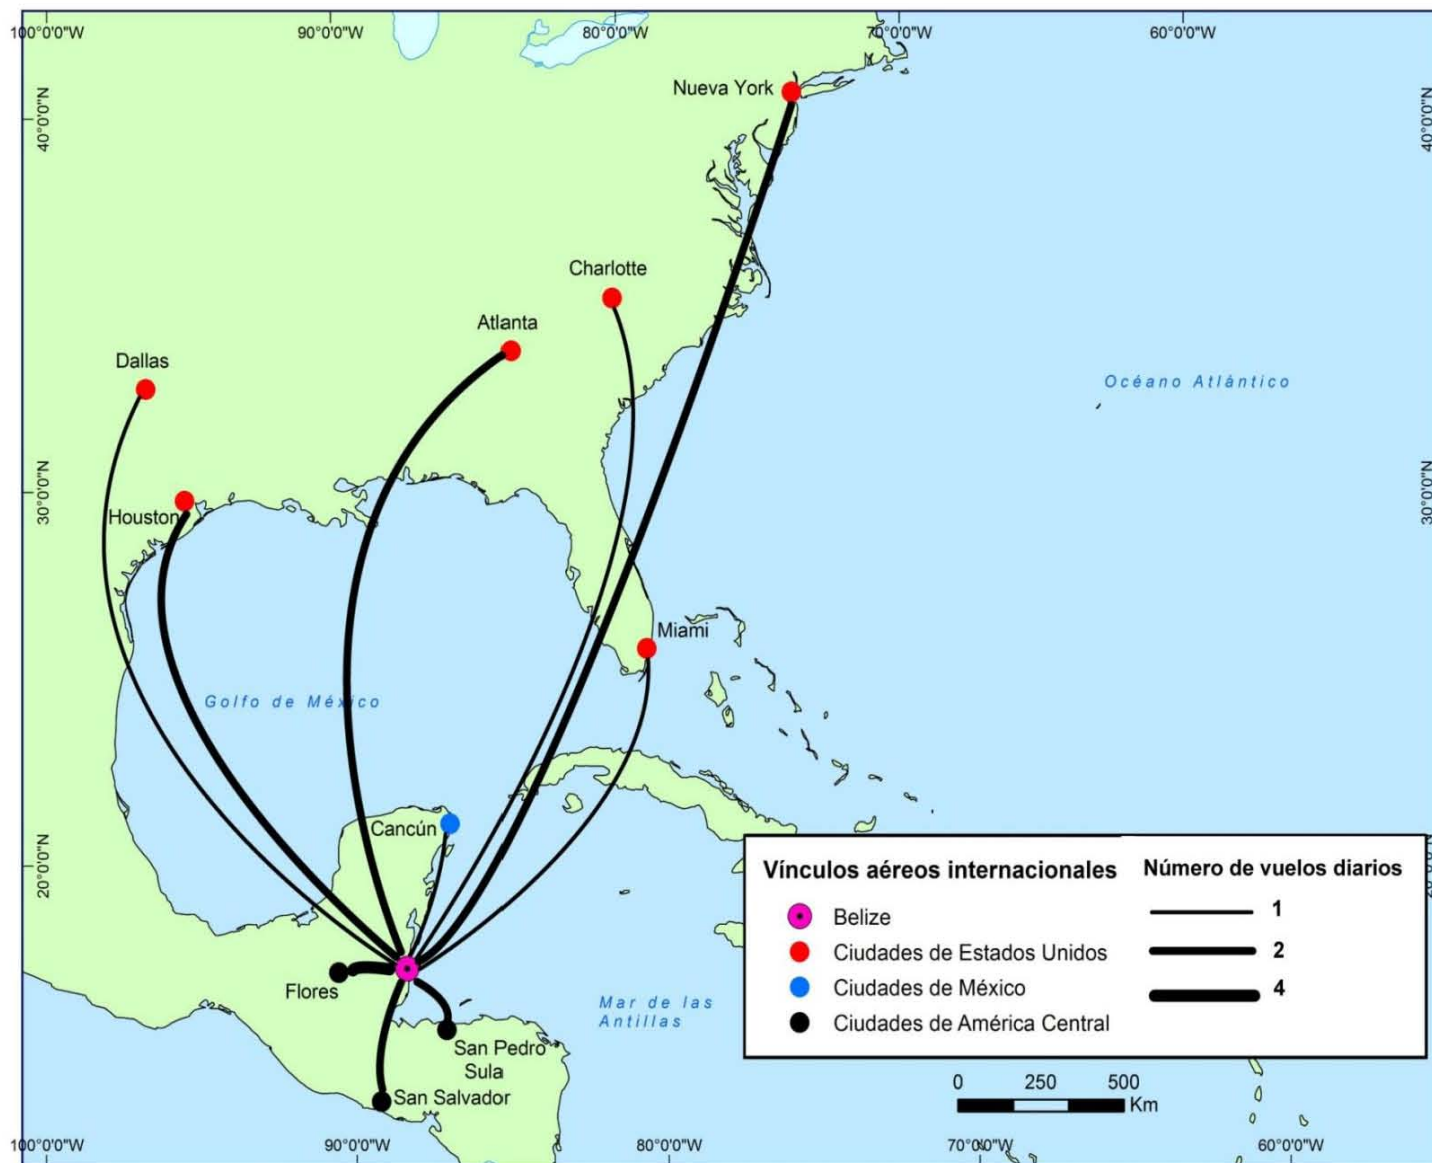 100°0'0"W
90°0'0"W
80°0'0"W
70°0'0"W
60°0'0"W
40°0'0"N
40°0'0"N
Nueva York
Charlotte
Atlanta
Dallas
Océano Atlántico
30°0'0"N
30°0'0"N
Houston
Miami
Golfo de México
Cancún
20°0'0"N
Vínculos aéreos internacionales
Belize
Ciudades de Estados Unidos
Ciudades de México
Ciudades de América Central
Número de vuelos diarios
1
2
4
Flores
Mar de las
Antillas
San Pedro
Sula
San Salvador
0 250 500
Km
100°0'0"W
90°0'0"W
80°0'0"W
70°0'0"W
60°0'0"W